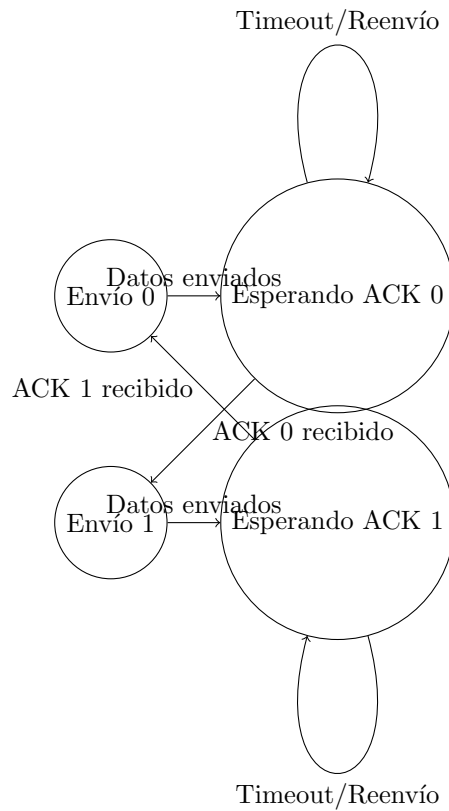 Timeout/Reenvío
Datos enviados
Envío 0
Esperando ACK 0
ACK 1 recibido
ACK 0 recibido
Datos enviados
Envío 1
Esperando ACK 1
Timeout/Reenvío